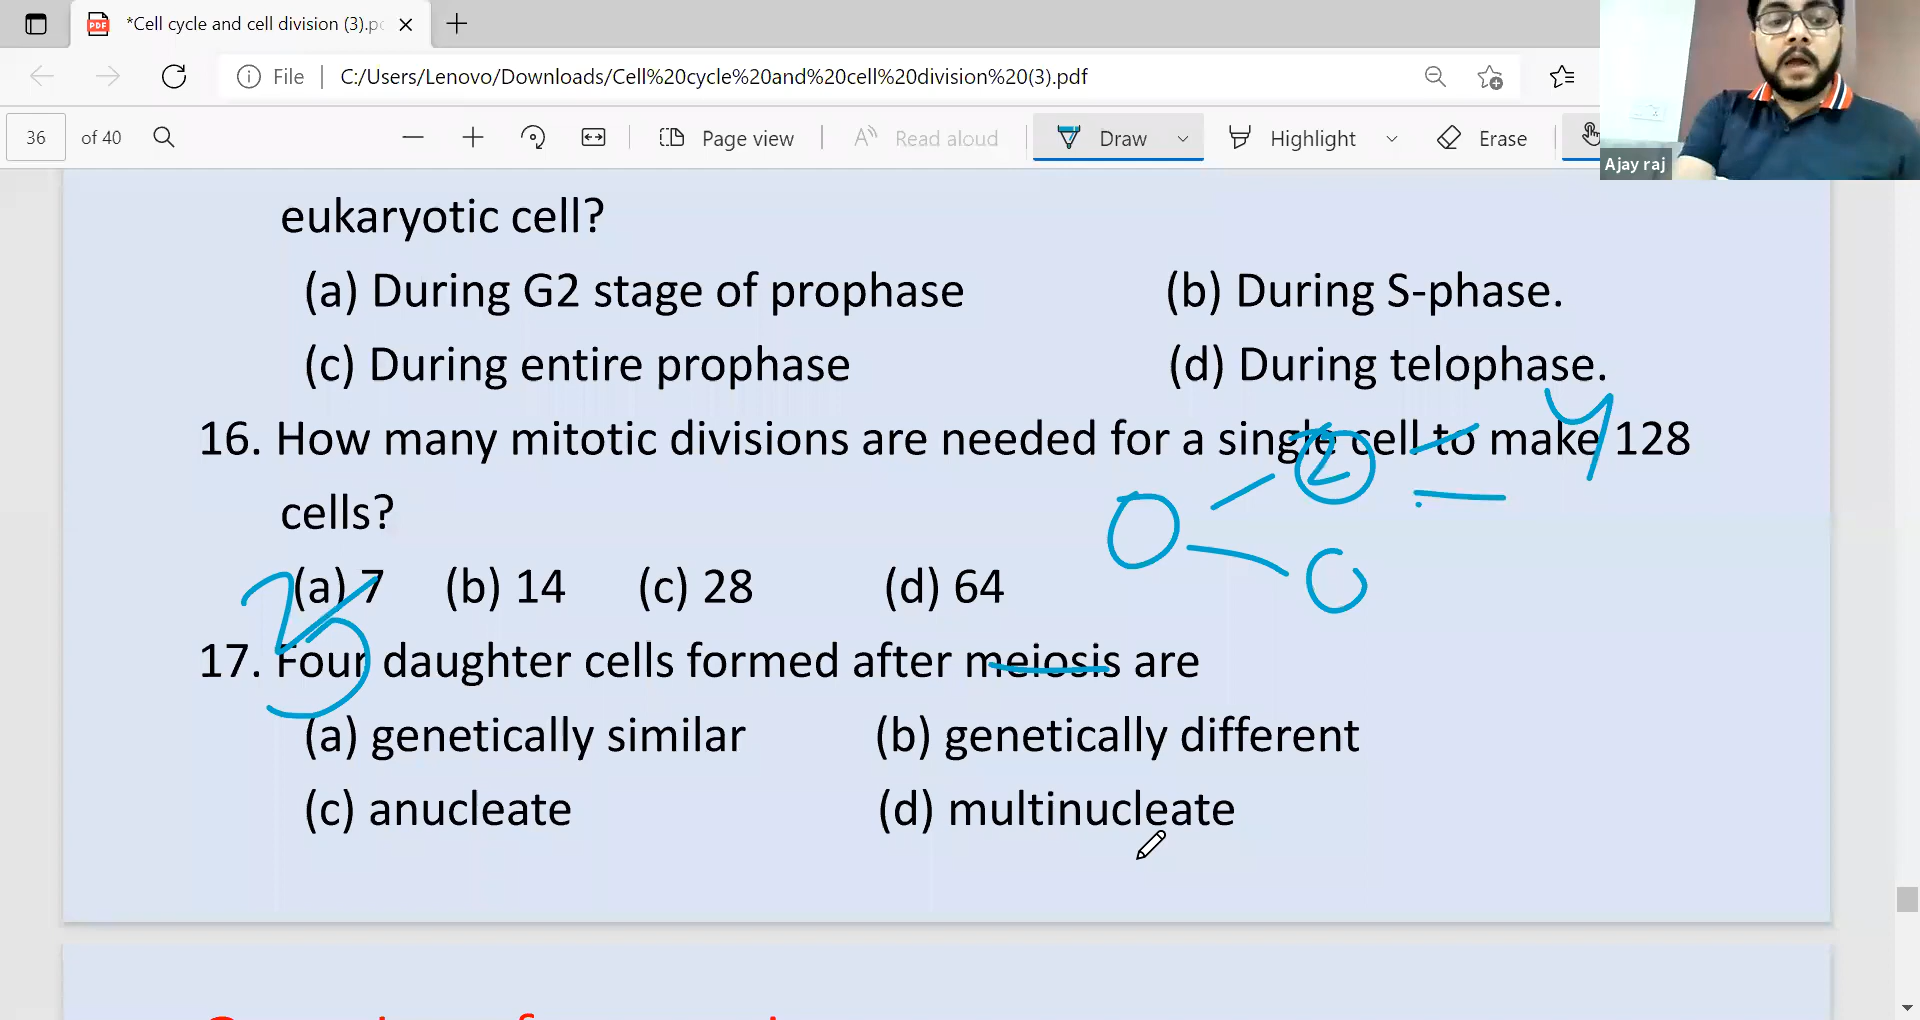 *Cell cycle and cell division (3).pd
File | C:/Users/Lenovo/Downloads/Cell%20cycle%20and%20cell%20division%20(3).pdf
36 of 40 Page view Read aloud Draw Highlight Erase
Ajay raj
eukaryotic cell?
(a) During G2 stage of prophase (b) During S-phase.
(c) During entire prophase (d) During telophase.
16. How many mitotic divisions are needed for a single cell to make 128
cells?
(a) 7 (b) 14 (c) 28 (d) 64
17. Four daughter cells formed after meiosis are
(a) genetically similar (b) genetically different
(c) anucleate (d) multinucleate